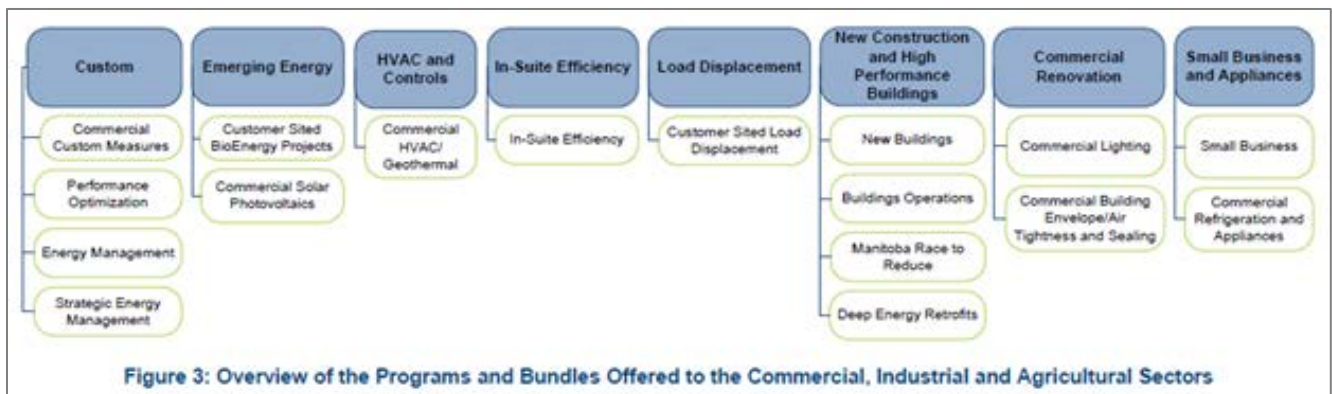 Custom
Commercial
Custom Measures
Performance
Optimization
Energy Management
Strategic Energy
Management
Emerging Energy
Customer Sited
BioEnergy Projects
Commercial Solar
Photovoltaics
HVAC and
Controls
Commercial
HVAC/
Geothermal
In-Suite Efficiency
In-Suite Efficiency
Load Displacement
Customer Sited Load
Displacement
New Construction
and High
Performance
Buildings
New Buildings
Buildings Operations
Manitoba Race to
Reduce
Deep Energy Retrofits
Commercial
Renovation
Commercial Lighting
Commercial Building
Envelope/Air
Tightness and Sealing
Small Business
and Appliances
Small Business
Commercial
Refrigeration and
Appliances
Figure 3: Overview of the Programs and Bundles Offered to the Commercial, Industrial and Agricultural Sectors